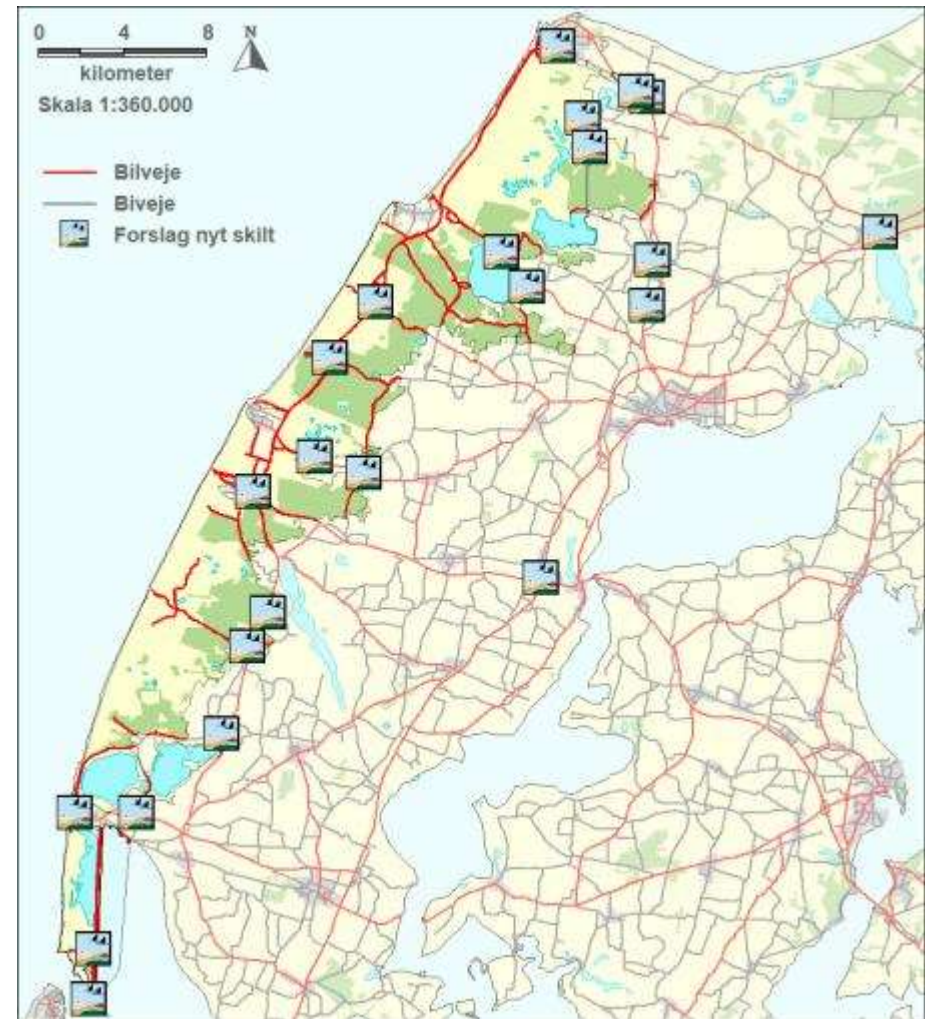 0 4 8 N
kilometer
Skala 1:360.000
Bilveje
Biveje
Forslag nyt skilt